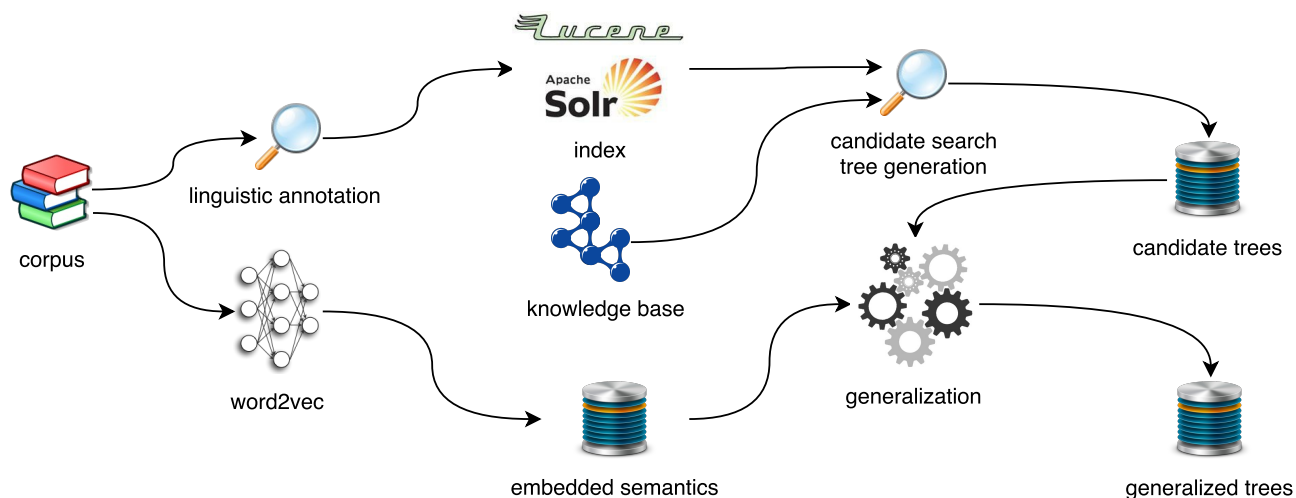 Lucene
Apache
Solr
index
candidate search
tree generation
linguistic annotation
corpus
candidate trees
knowledge base
word2vec
generalization
embedded semantics
generalized trees